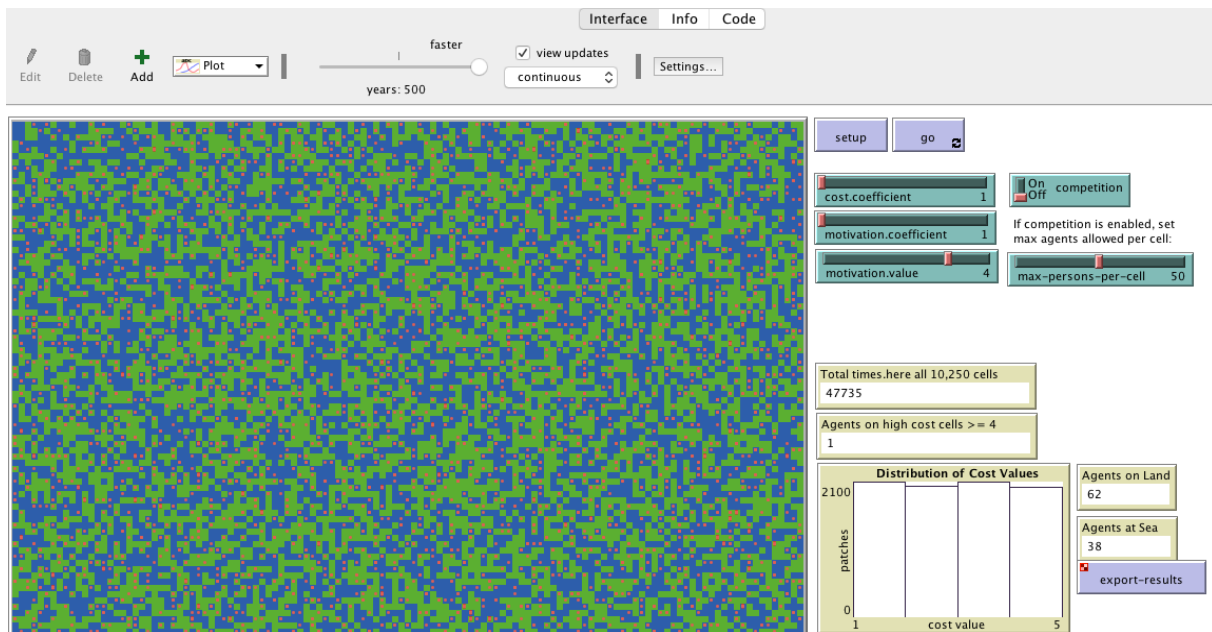 Interface Info Code
faster
view updates
Edit Delete Add Plot continuous Settings...
years: 500
setup go
cost.coefficient 1
On
Off
competition
motivation.coefficient 1
If competition is enabled, set
max agents allowed per cell:
motivation.value 4
max-persons-per-cell 50
Total times.here all 10,250 cells
47735
Agents on high cost cells >= 4
1
Distribution of Cost Values
2100
patches
0
1 cost value 5
Agents on Land
62
Agents at Sea
38
export-results